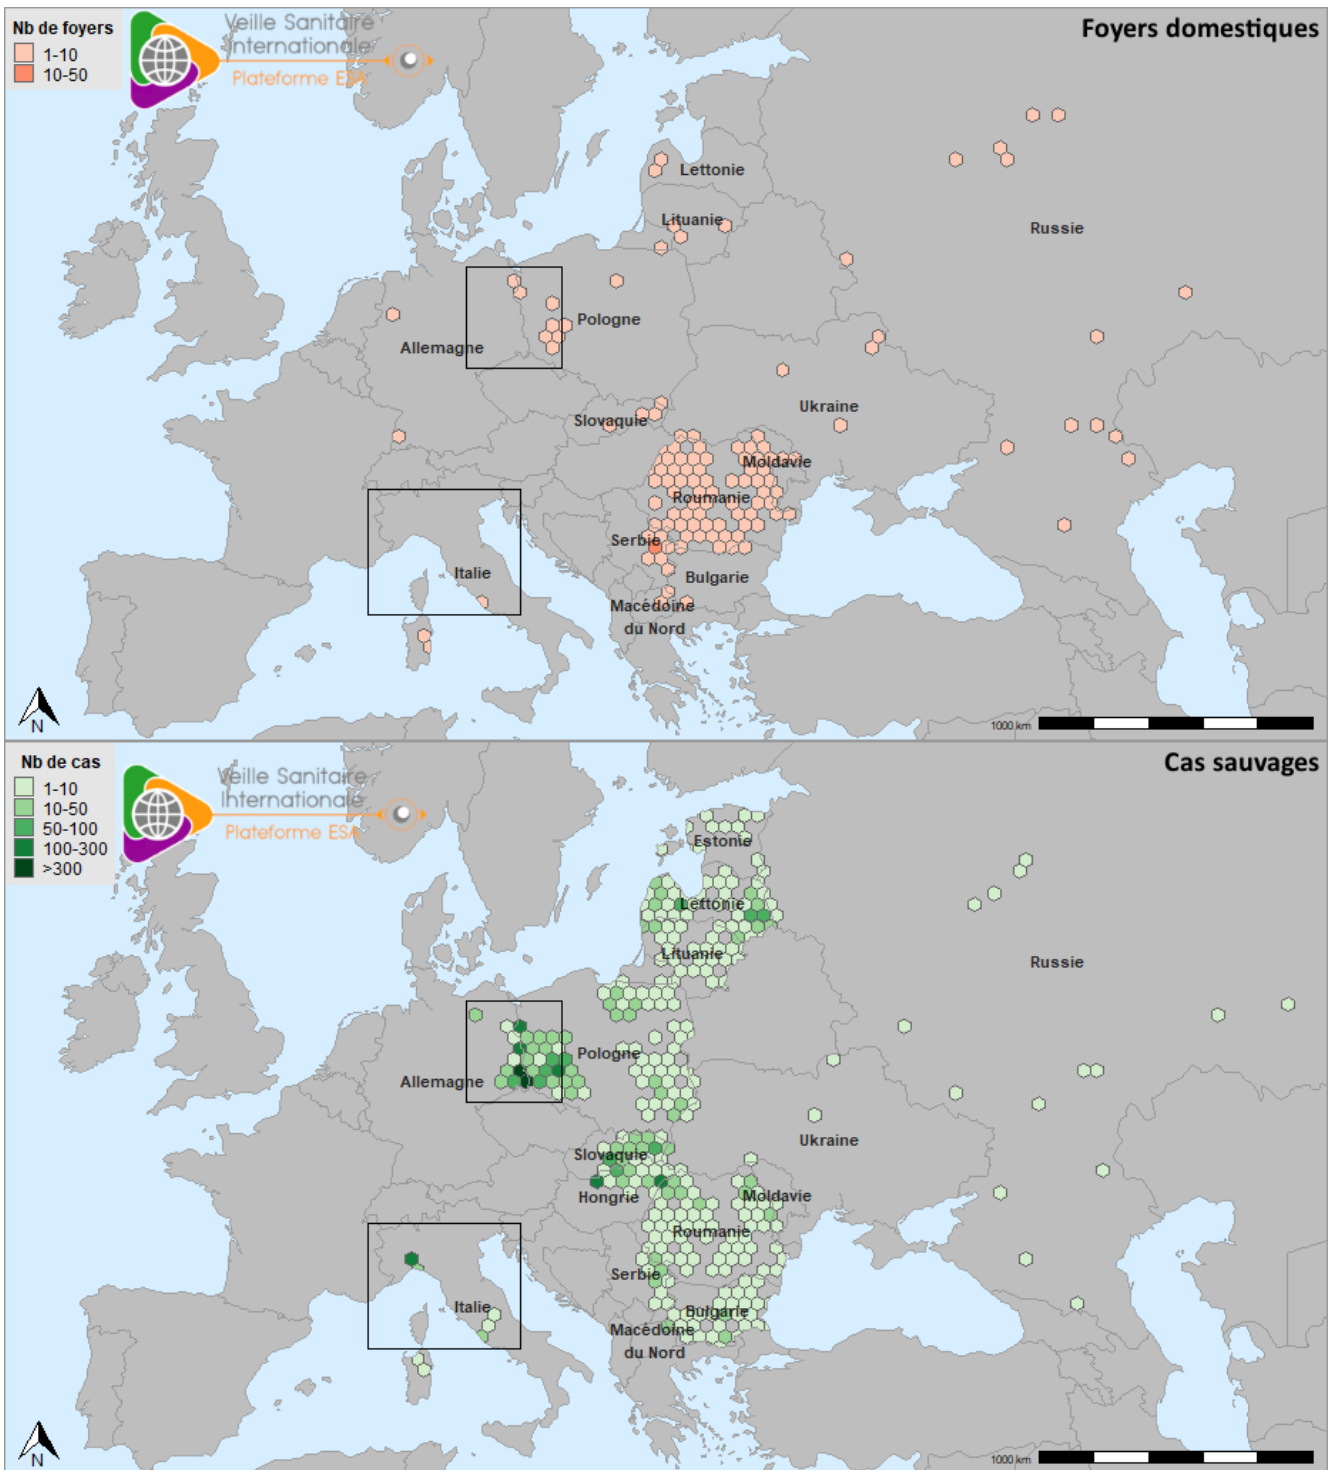 Nb de foyers
1-10
10-50
Veille Sanitaire
Internationale
Plateforme ESA
Foyers domestiques
Lettonie
Lituanie
Russie
Pologne
Allemagne
Ukraine
Slovaquie
Moldavie
Roumanie
Serbie
Italie
Bulgarie
Macédoine
du Nord
N
1000 km
Nb de cas
1-10
10-50
50-100
100-300
>300
Veille Sanitaire
Internationale
Plateforme ESA
Cas sauvages
Estonie
Lettonie
Lituanie
Russie
Pologne
Allemagne
Ukraine
Slovaquie
Hongrie
Moldavie
Roumanie
Serbie
Italie
Bulgarie
Macédoine
du Nord
N
1000 km